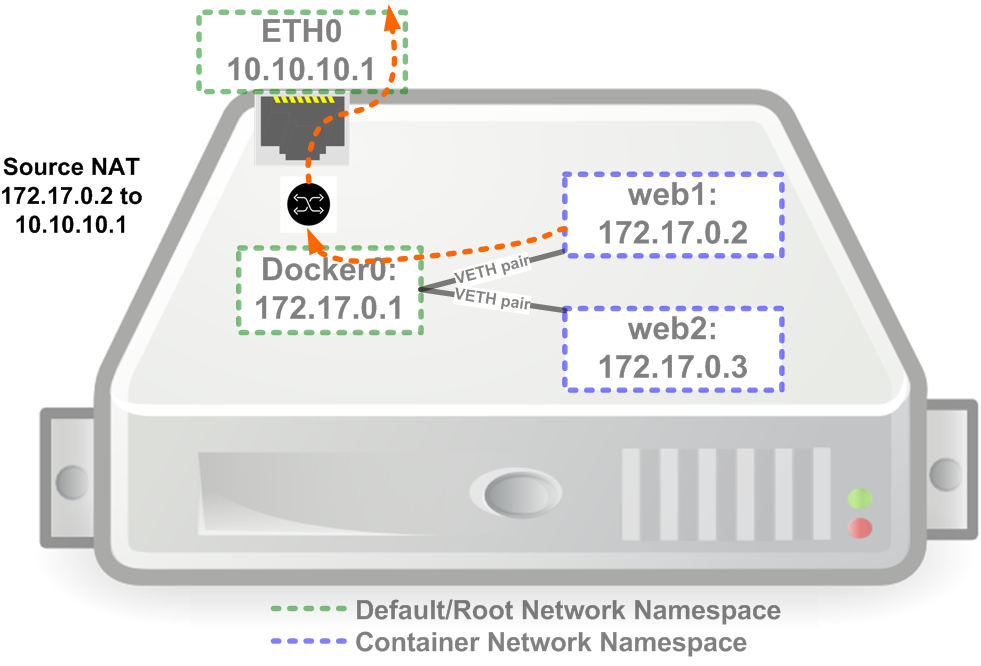 ETH0
10.10.10.1
Source NAT
172.17.0.2 to
10.10.10.1
web1:
172.17.0.2
Docker0:
172.17.0.1
VETH pair
VETH pair
web2:
172.17.0.3
Default/Root Network Namespace
Container Network Namespace